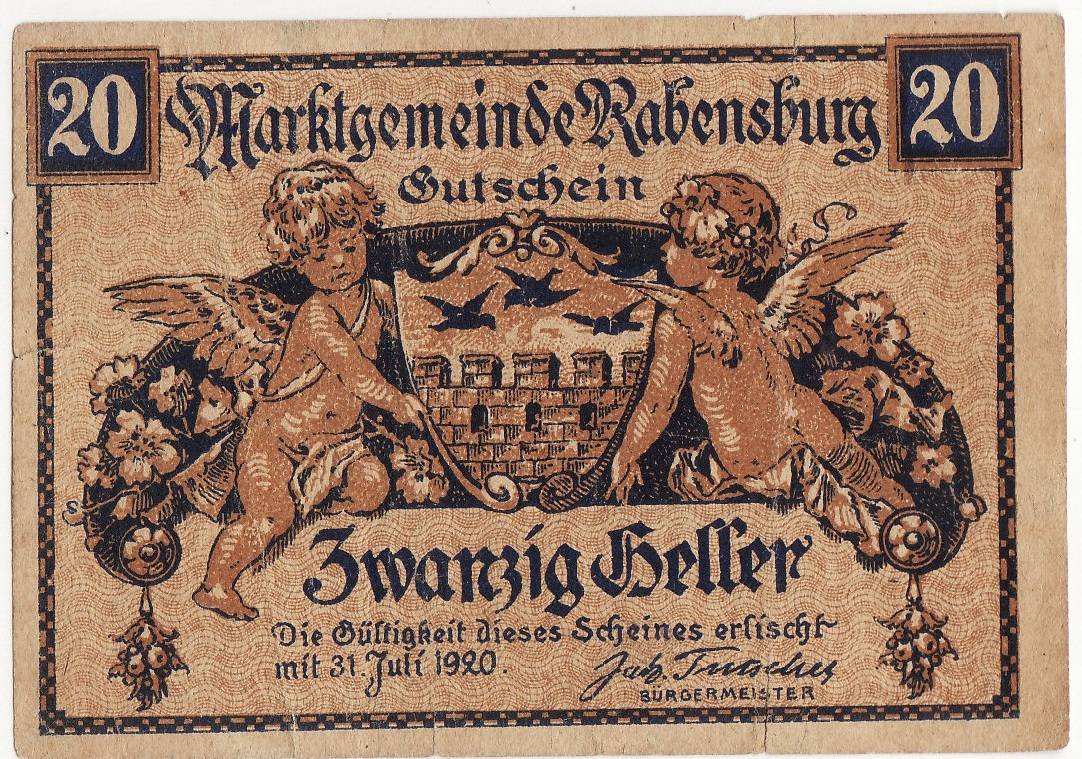 20 20
Marktgemeinde Rabensburg
Gutschein
Zwanzig Heller
Die Gültigkeit dieses Scheines erlischt
mit 31. Juli 1920.
BÜRGERMEISTER
S